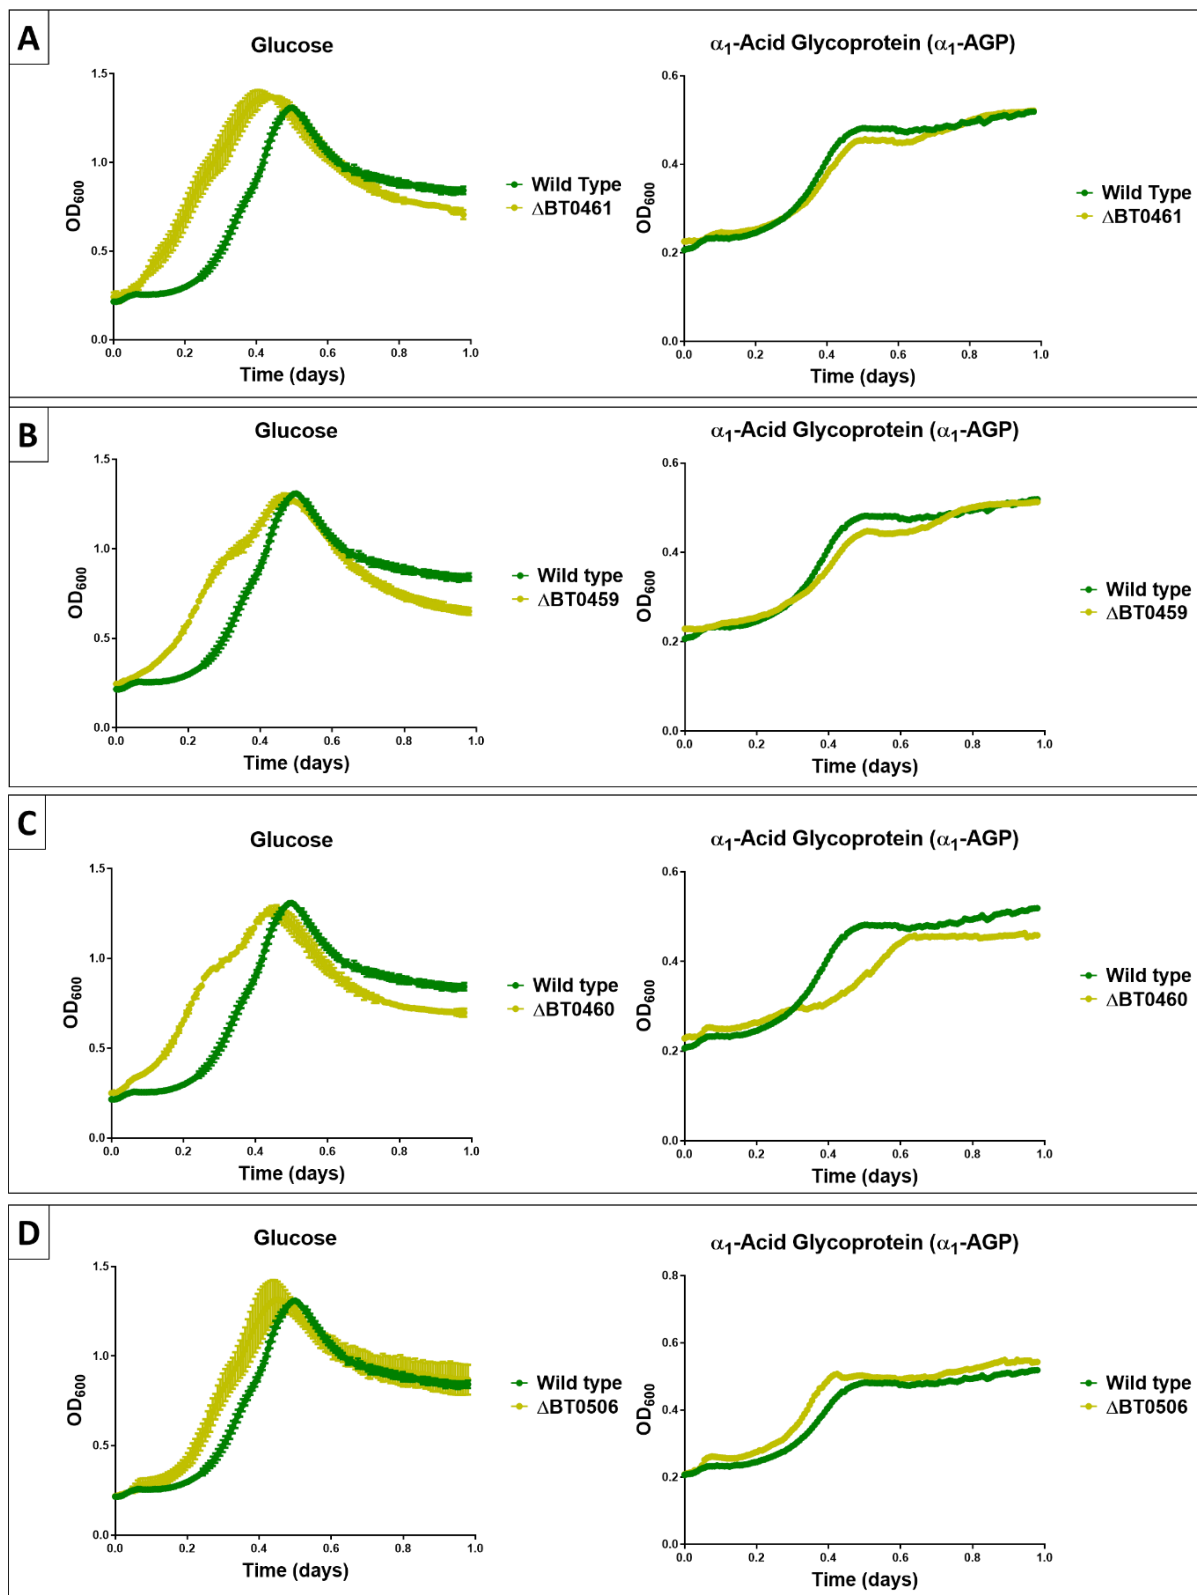 A
Glucose
α1-Acid Glycoprotein (α1-AGP)
OD600
1.5
1.0
0.5
0.0
0.0 0.2 0.4 0.6 0.8 1.0
Time (days)
Wild Type
ΔBT0461
OD600
0.6
0.4
0.2
0.0
0.0 0.2 0.4 0.6 0.8 1.0
Time (days)
Wild Type
ΔBT0461
B
Glucose
α1-Acid Glycoprotein (α1-AGP)
OD600
1.5
1.0
0.5
0.0
0.0 0.2 0.4 0.6 0.8 1.0
Time (days)
Wild type
ΔBT0459
OD600
0.6
0.4
0.2
0.0
0.0 0.2 0.4 0.6 0.8 1.0
Time (days)
Wild type
ΔBT0459
C
Glucose
α1-Acid Glycoprotein (α1-AGP)
OD600
1.5
1.0
0.5
0.0
0.0 0.2 0.4 0.6 0.8 1.0
Time (days)
Wild type
ΔBT0460
OD600
0.6
0.4
0.2
0.0
0.0 0.2 0.4 0.6 0.8 1.0
Time (days)
Wild type
ΔBT0460
D
Glucose
α1-Acid Glycoprotein (α1-AGP)
OD600
1.5
1.0
0.5
0.0
0.0 0.2 0.4 0.6 0.8 1.0
Time (days)
Wild type
ΔBT0506
OD600
0.8
0.6
0.4
0.2
0.0
0.0 0.2 0.4 0.6 0.8 1.0
Time (days)
Wild type
ΔBT0506